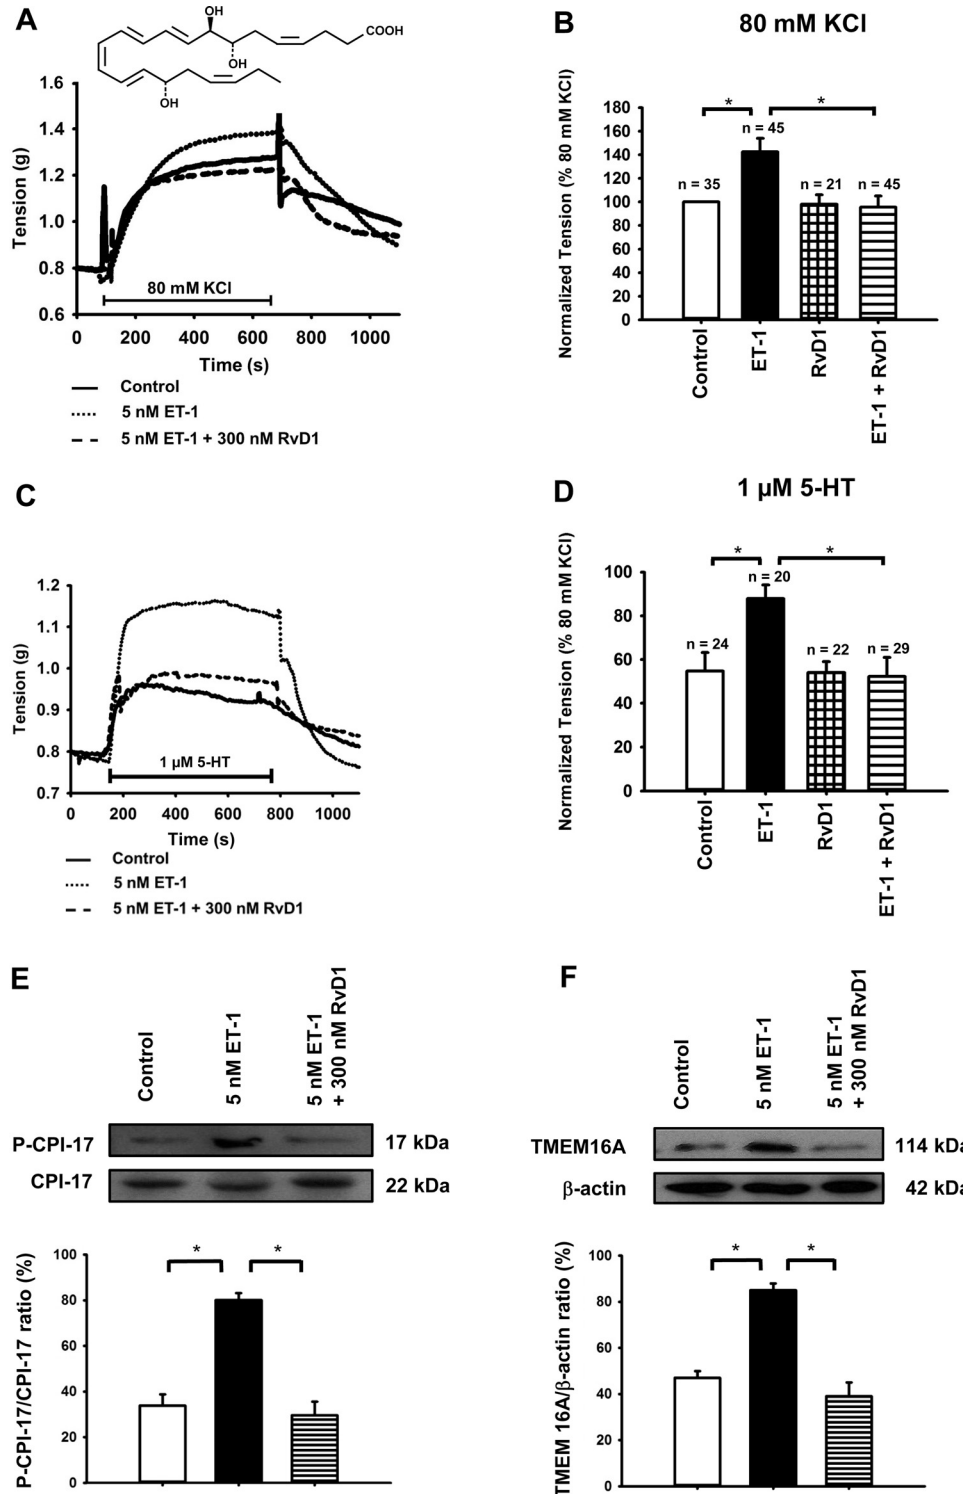 A
OH
COOH
OH
OH
1.6
1.4
1.2
1.0
0.8
0.6
Tension (g)
80 mM KCl
0 200 400 600 800 1000
Time (s)
Control
5 nM ET-1
5 nM ET-1 + 300 nM RvD1
B
80 mM KCl
Normalized Tension (% 80 mM KCl)
180
160
140
120
100
80
60
40
20
0
* *
n = 35
n = 45
n = 21
n = 45
Control
ET-1
RvD1
ET-1 + RvD1
C
1.2
1.1
1.0
0.9
0.8
0.7
Tension (g)
1 µM 5-HT
0 200 400 600 800 1000
Time (s)
Control
5 nM ET-1
5 nM ET-1 + 300 nM RvD1
D
1 µM 5-HT
Normalized Tension (% 80 mM KCl)
100
80
60
40
20
0
* *
n = 24
n = 20
n = 22
n = 29
Control
ET-1
RvD1
ET-1 + RvD1
E
Control
5 nM ET-1
5 nM ET-1
+ 300 nM RvD1
P-CPI-17 17 kDa
CPI-17 22 kDa
P-CPI-17/CPI-17 ratio (%)
100
80
60
40
20
0
* *
F
Control
5 nM ET-1
5 nM ET-1
+ 300 nM RvD1
TMEM16A 114 kDa
β-actin 42 kDa
TMEM 16A/β-actin ratio (%)
100
80
60
40
20
0
* *